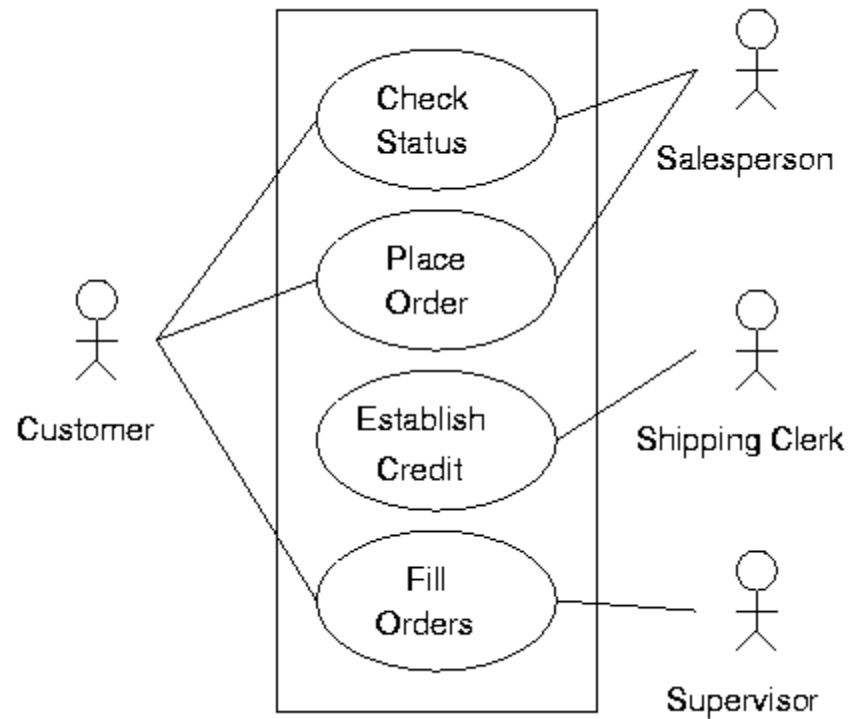 Check
Status
Salesperson
Place
Order
Customer
Establish
Credit
Shipping Clerk
Fill
Orders
Supervisor